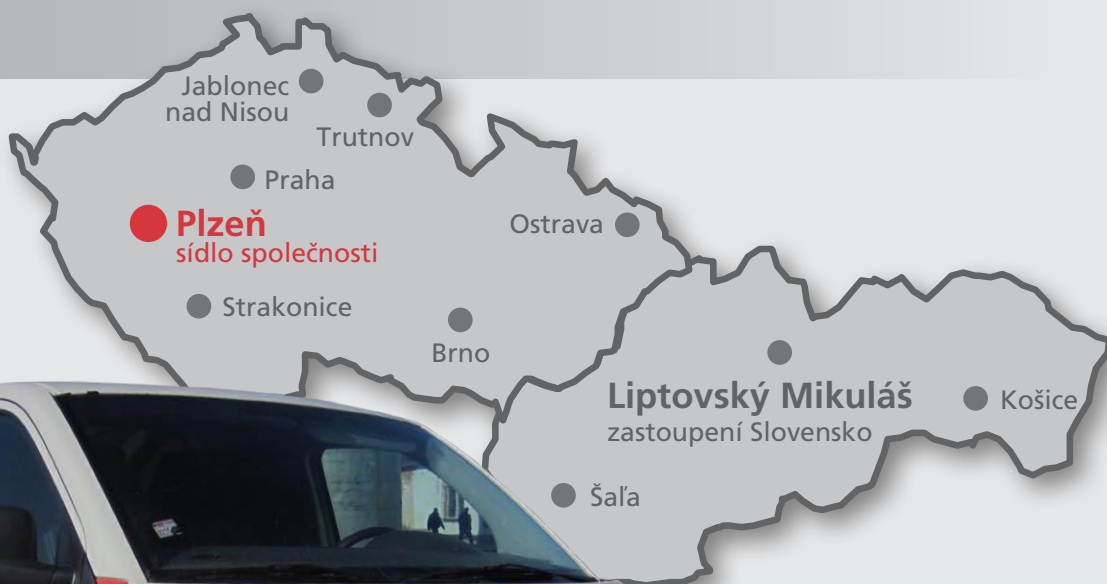 Jablonec
nad Nisou
Trutnov
Praha
Plzeň
sídlo společnosti
Ostrava
Strakonice
Brno
Liptovský Mikuláš
zastoupení Slovensko
Košice
Šaľa